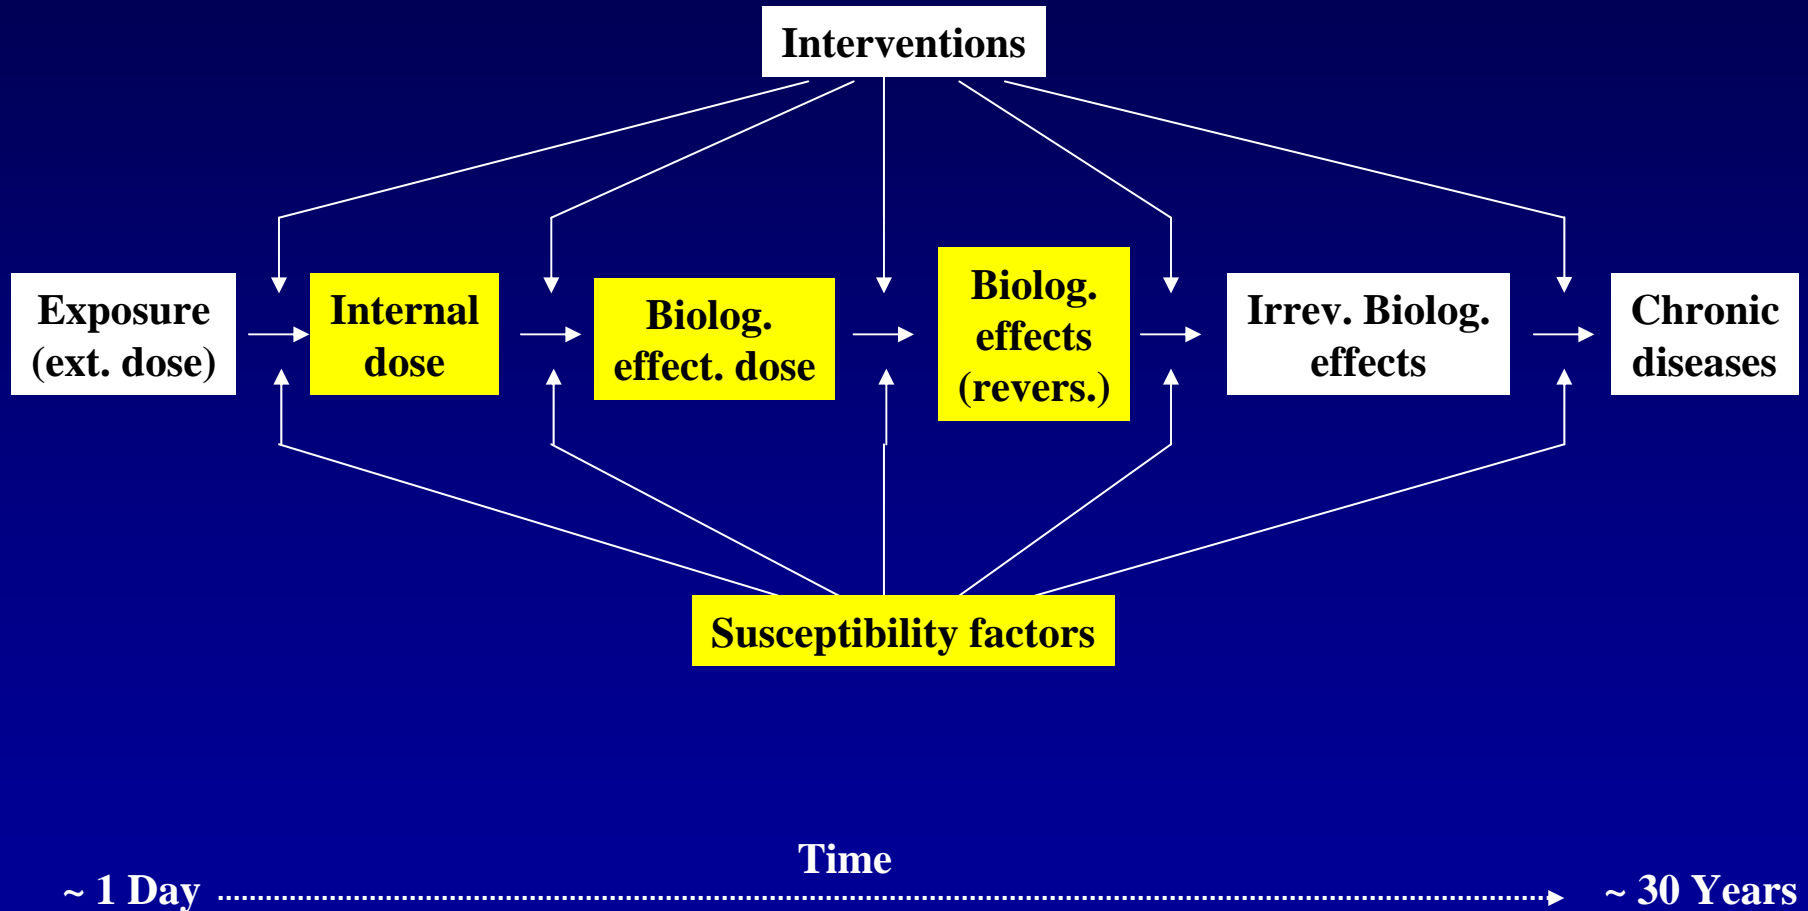 Interventions
Exposure
(ext. dose)
Internal
dose
Biolog.
effect. dose
Biolog.
effects
(revers.)
Irrev. Biolog.
effects
Chronic
diseases
Susceptibility factors
Time
~ 1 Day
~ 30 Years